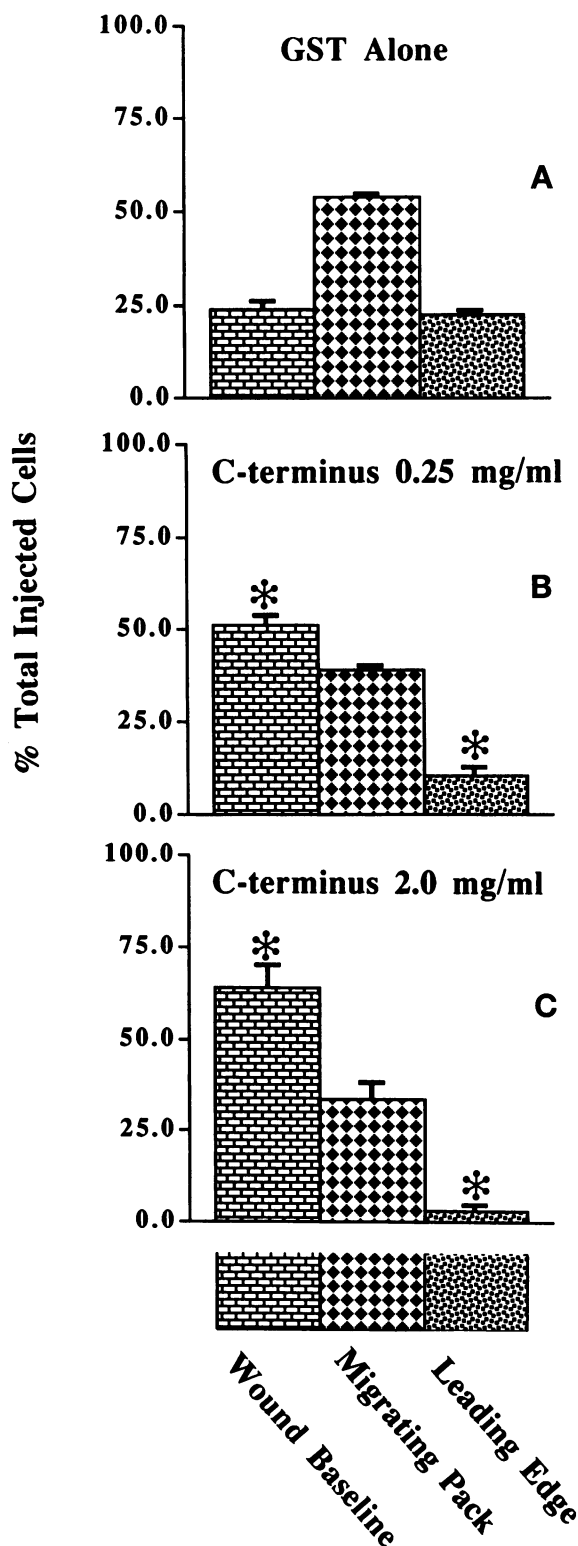 100.0
GST Alone
75.0
A
50.0
25.0
0.0
% Total Injected Cells
100.0
C-terminus 0.25 mg/ml
75.0
B
*
50.0
25.0
*
0.0
100.0
C-terminus 2.0 mg/ml
75.0
*
C
50.0
25.0
*
0.0
Wound Baseline
Migrating Pack
Leading Edge